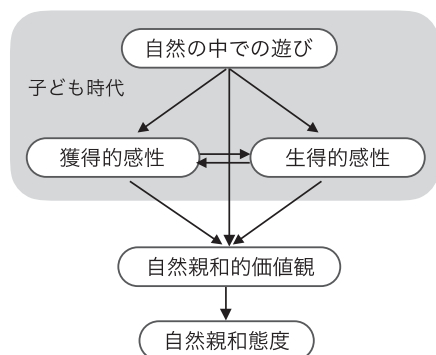 自然の中での遊び
子ども時代
獲得的感性
生得的感性
自然親和的価値観
自然親和態度